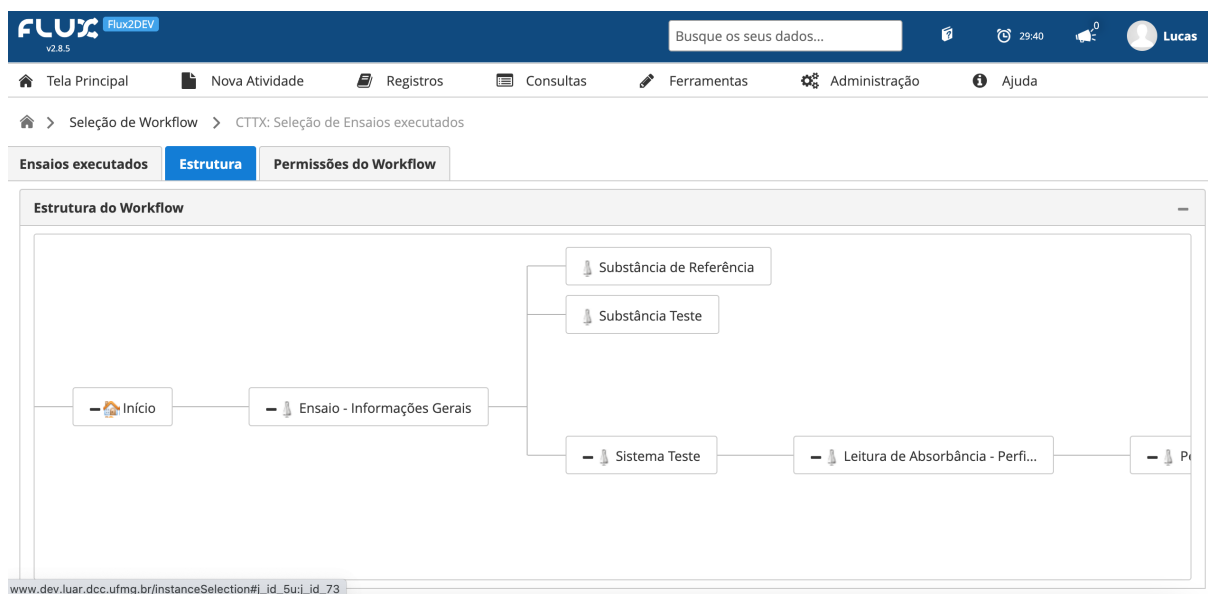 FLUX Flux2DEV
v2.8.5
Busque os seus dados...
29:40
0
Lucas
Tela Principal
Nova Atividade
Registros
Consultas
Ferramentas
Administração
Ajuda
Seleção de Workflow
CTTX: Seleção de Ensaios executados
Ensaios executados
Estrutura
Permissões do Workflow
Estrutura do Workflow
Substância de Referência
Substância Teste
Início
Ensaio - Informações Gerais
Sistema Teste
Leitura de Absorbância - Perfi...
www.dev.luar.dcc.ufmg.br/instanceSelection#j_id_5u:j_id_73